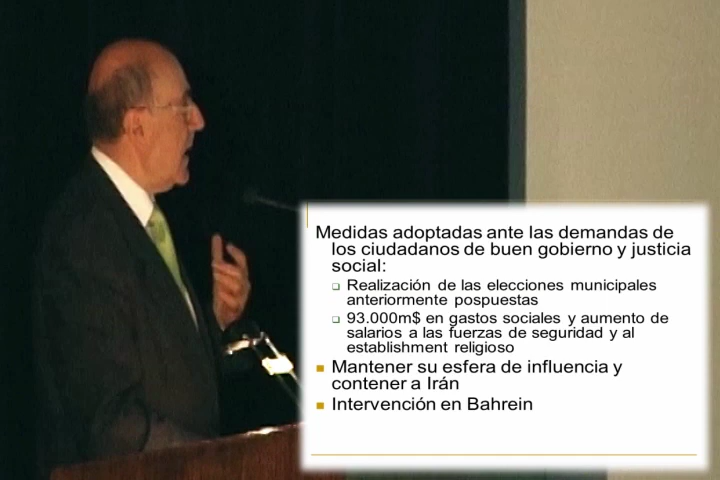 Medidas adoptadas ante las demandas de
los ciudadanos de buen gobierno y justicia
social:
Realización de las elecciones municipales
anteriormente pospuestas
93.000m$ en gastos sociales y aumento de
salarios a las fuerzas de seguridad y al
establishment religioso
Mantener su esfera de influencia y
contener a Irán
Intervención en Bahrein